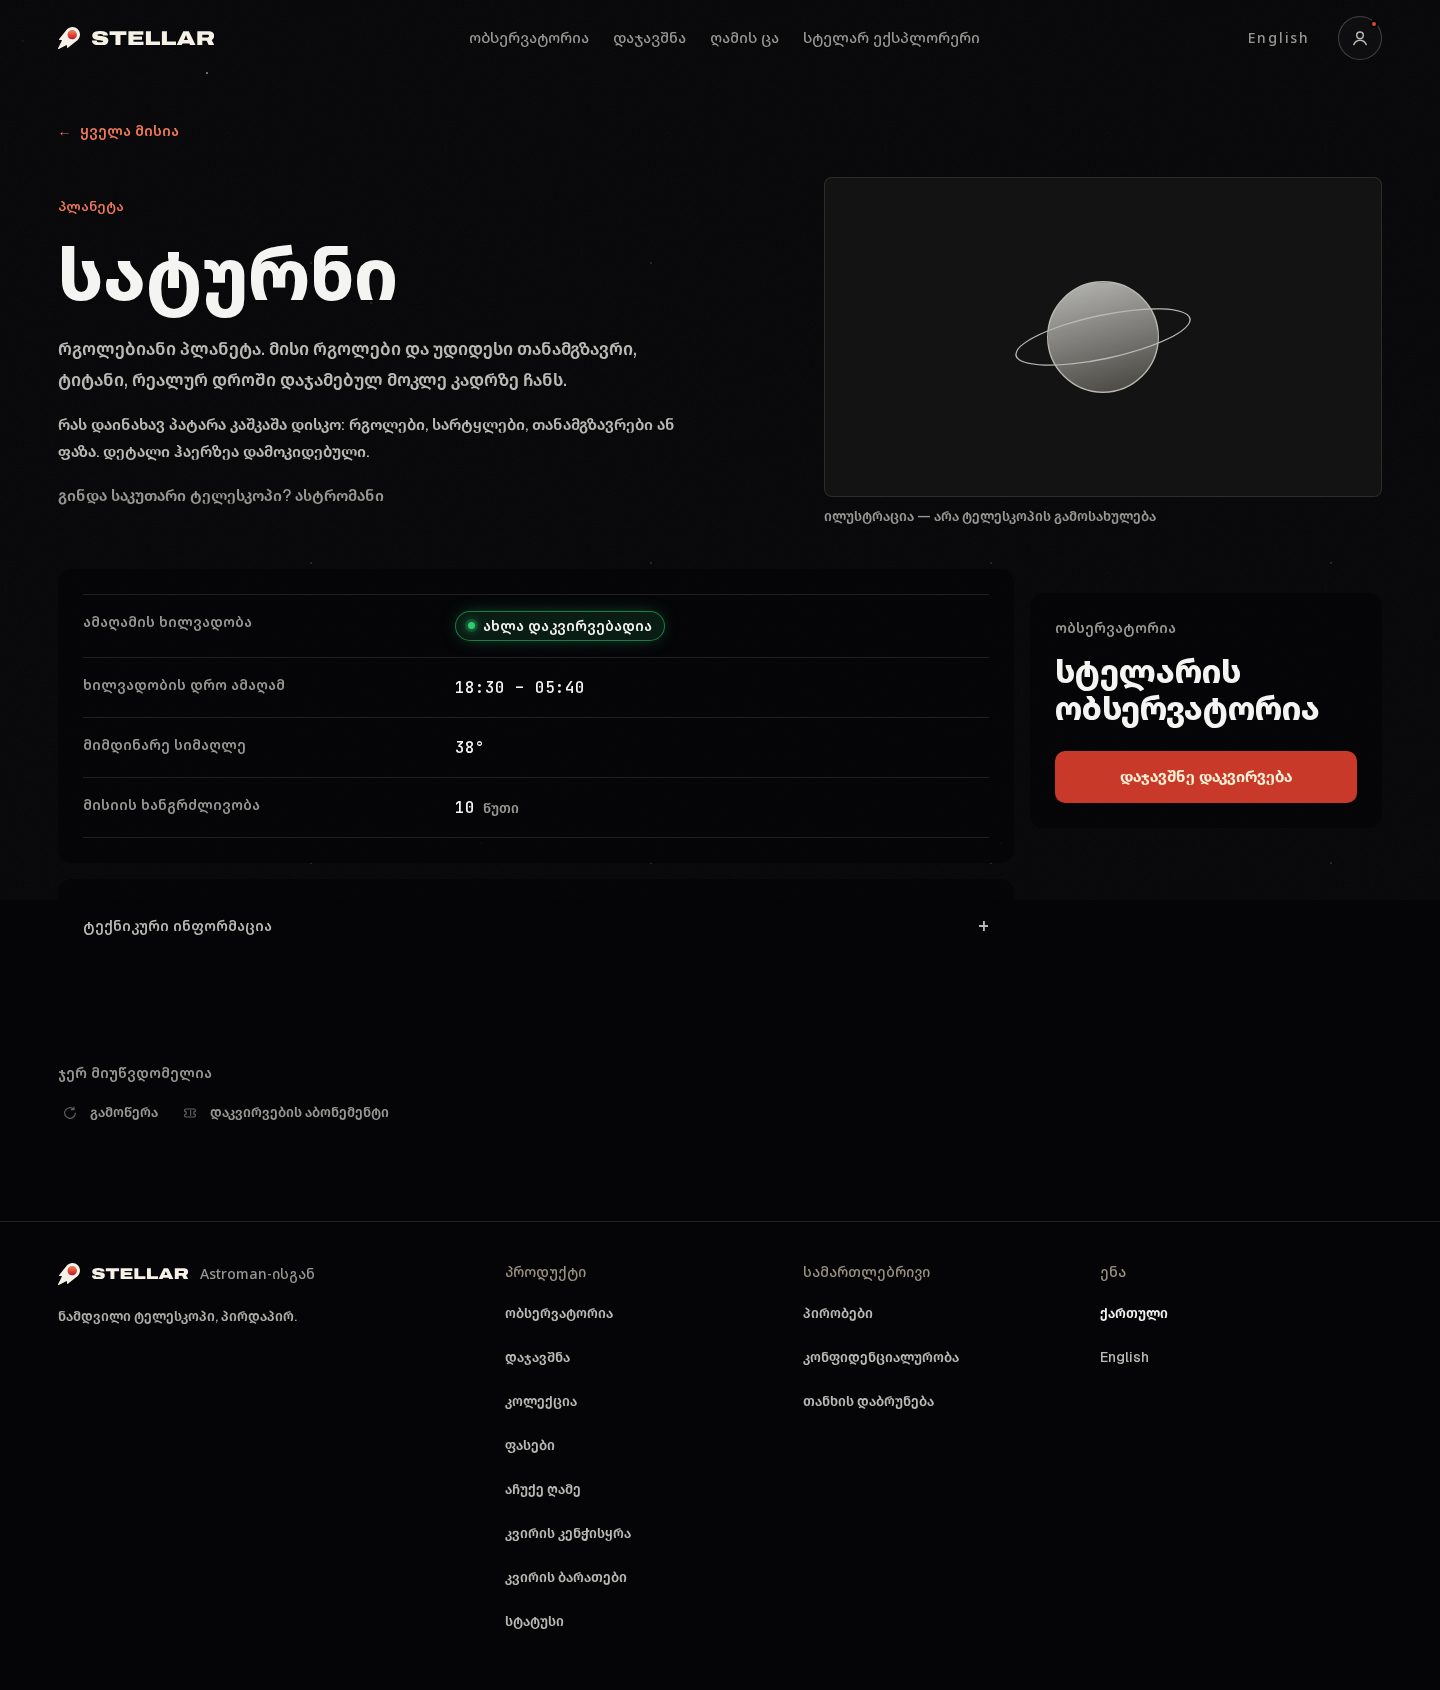 STELLAR
ობსერვატორია
დაჯავშნა
ღამის ცა
სტელარ ექსპლორერი
English
← ყველა მისია
პლანეტა
სატურნი
რგოლებიანი პლანეტა. მისი რგოლები და უდიდესი თანამგზავრი,
ტიტანი, რეალურ დროში დაჯამებულ მოკლე კადრზე ჩანს.
რას დაინახავ პატარა კაშკაშა დისკო: რგოლები, სარტყლები, თანამგზავრები ან
ფაზა. დეტალი ჰაერზეა დამოკიდებული.
გინდა საკუთარი ტელესკოპი? ასტრომანი
ილუსტრაცია — არა ტელესკოპის გამოსახულება
ამაღამის ხილვადობა
ახლა დაკვირვებადია
ხილვადობის დრო ამაღამ
18:30 – 05:40
მიმდინარე სიმაღლე
38°
მისიის ხანგრძლივობა
10 წუთი
ობსერვატორია
სტელარის
ობსერვატორია
დაჯავშნე დაკვირვება
ტექნიკური ინფორმაცია
+
ჯერ მიუწვდომელია
გამოწერა
დაკვირვების აბონემენტი
STELLAR Astroman-ისგან
ნამდვილი ტელესკოპი, პირდაპირ.
პროდუქტი
ობსერვატორია
დაჯავშნა
კოლექცია
ფასები
აჩუქე ღამე
კვირის კენჭისყრა
კვირის ბარათები
სტატუსი
სამართლებრივი
პირობები
კონფიდენციალურობა
თანხის დაბრუნება
ენა
ქართული
English